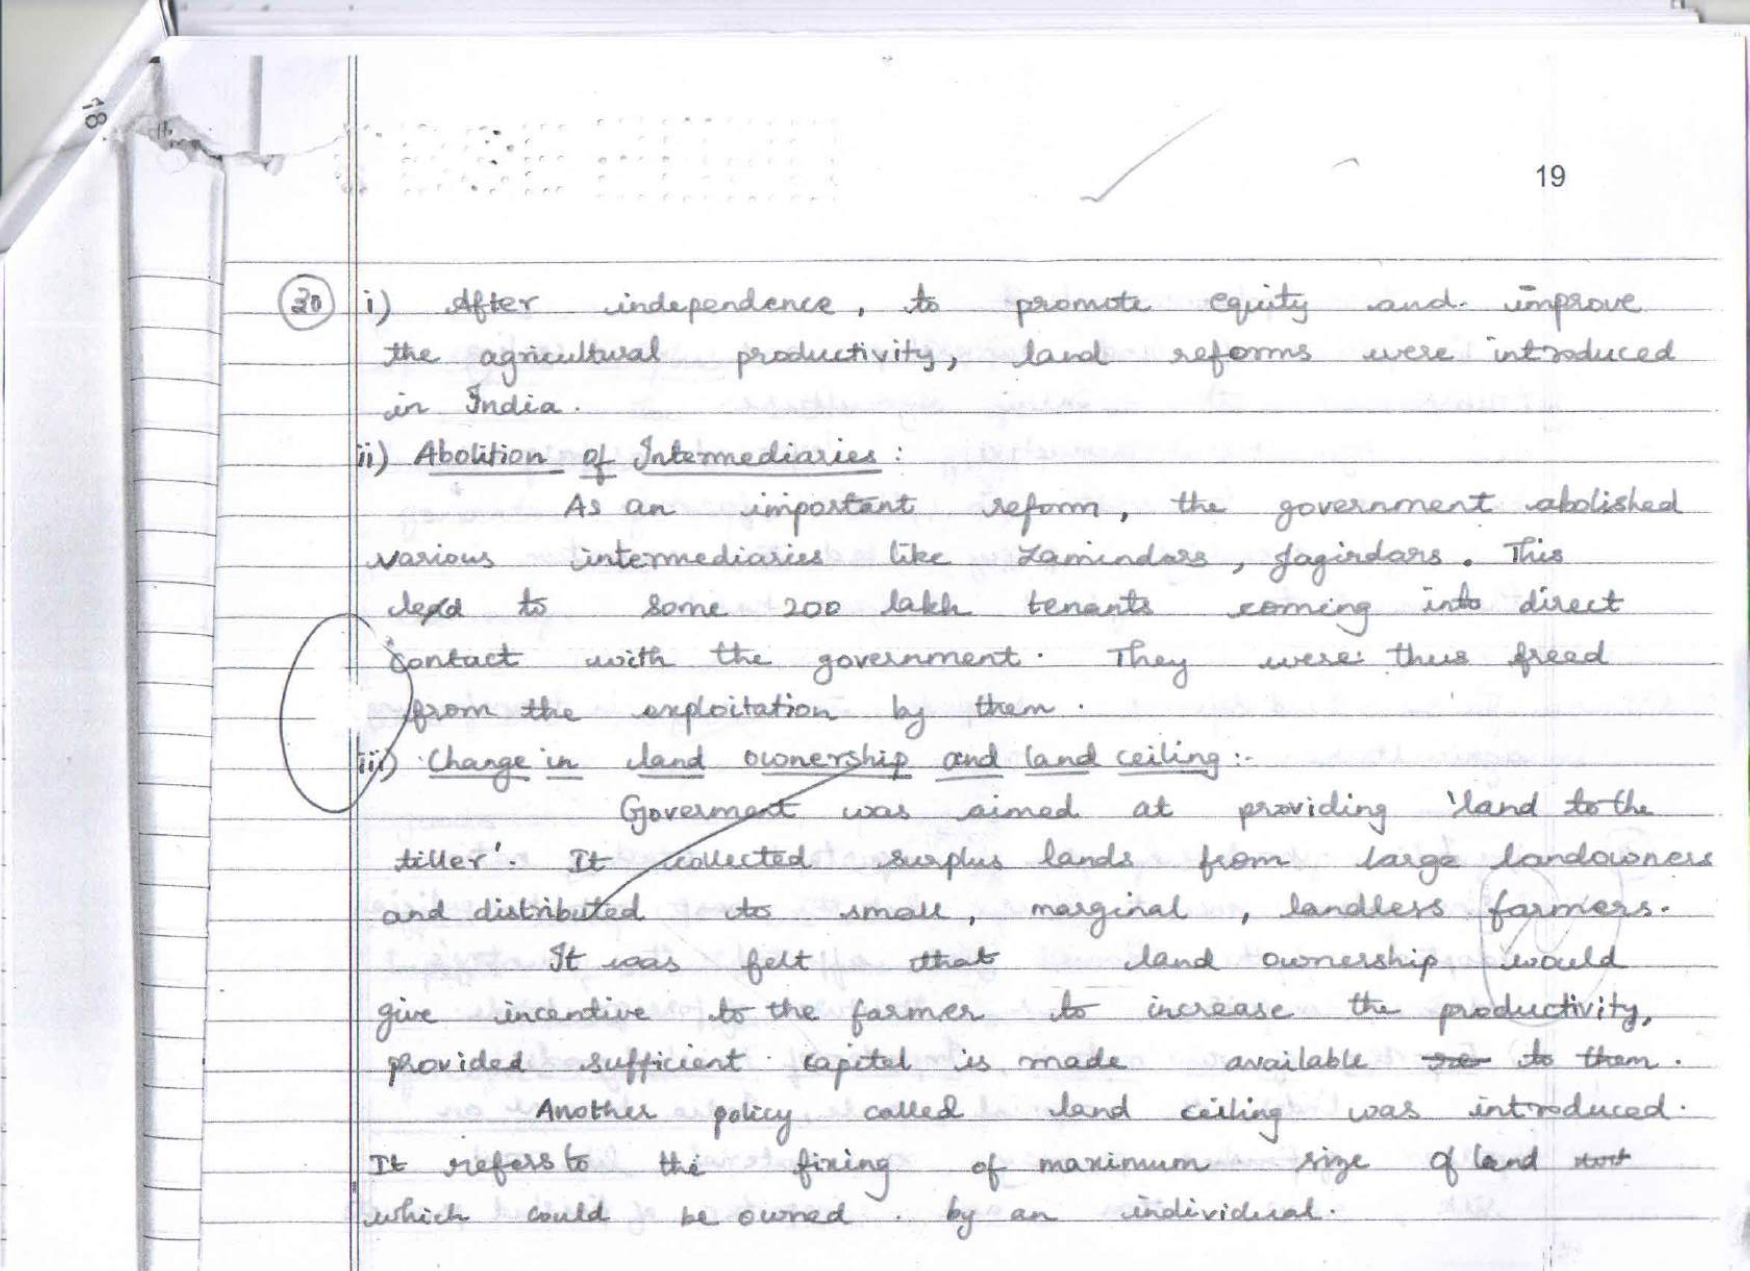 18
19
30 i) After independence, to promote equity and improve
the agricultural productivity, land reforms were introduced
in India.
ii) Abolition of Intermediaries :
As an important reform, the government abolished
various intermediaries like Zamindars, Jagirdars. This
led to some 200 lakh tenants coming into direct
contact with the government. They were thus freed
from the exploitation by them.
iii) Change in land ownership and land ceiling :-
Goverment was aimed at providing 'land to the
tiller'. It collected surplus lands from large landowners
and distributed to small, marginal, landless farmers.
It was felt that land ownership would
give incentive to the farmer to increase the productivity,
provided sufficient capital is made available to them.
Another policy called land ceiling was introduced.
It refers to the fixing of maximum size of land
which could be owned by an individual.